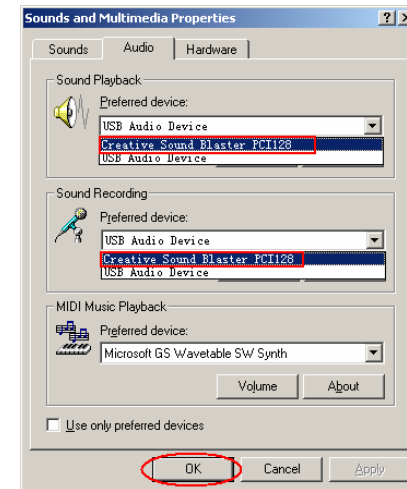 Sounds and Multimedia Properties
Sounds Audio Hardware
Sound Playback
Preferred device:
USB Audio Device
Creative Sound Blaster PCI128
USB Audio Device
Sound Recording
Preferred device:
USB Audio Device
Creative Sound Blaster PCI128
USB Audio Device
MIDI Music Playback
Preferred device:
Microsoft GS Wavetable SW Synth
Volume About
Use only preferred devices
OK Cancel Apply